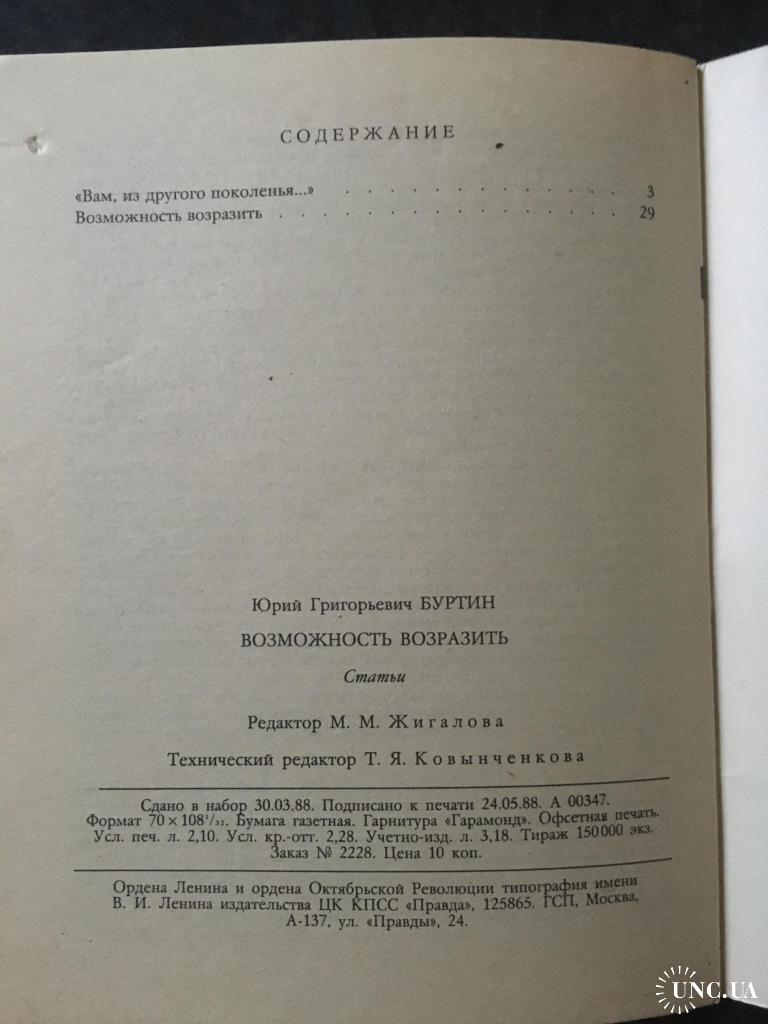 СОДЕРЖАНИЕ
«Вам, из другого поколенья...» . . . . . . . . . . . . . 3
Возможность возразить . . . . . . . . . . . . . . . . 29
Юрий Григорьевич БУРТИН
ВОЗМОЖНОСТЬ ВОЗРАЗИТЬ
Статьи
Редактор М. М. Жигалова
Технический редактор Т. Я. Ковынченкова
Сдано в набор 30.03.88. Подписано к печати 24.05.88. А 00347.
Формат 70 × 108¹/₃₂. Бумага газетная. Гарнитура «Гарамонд». Офсетная печать.
Усл. печ. л. 2,10. Усл. кр.-отт. 2,28. Учетно-изд. л. 3,18. Тираж 150 000 экз.
Заказ № 2228. Цена 10 коп.
Ордена Ленина и ордена Октябрьской Революции типография имени
В. И. Ленина издательства ЦК КПСС «Правда», 125865. ГСП, Москва,
А-137, ул. «Правды», 24.
UNC.UA